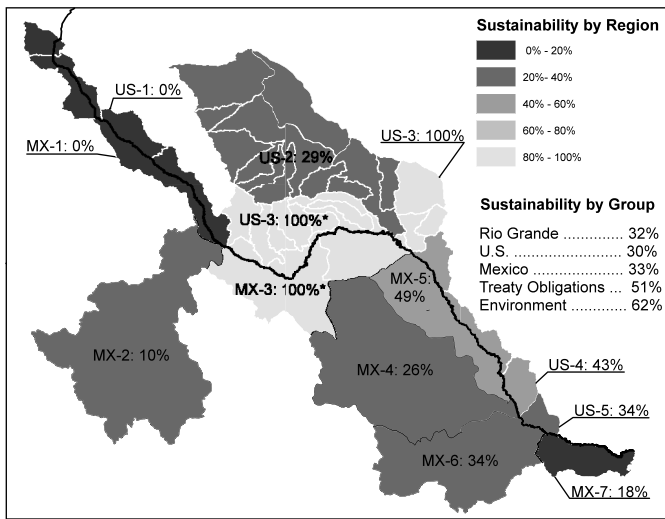 Sustainability by Region
0% - 20%
20%- 40%
40% - 60%
60% - 80%
80% - 100%
US-1: 0%
MX-1: 0%
US-2: 29%
US-3: 100%
US-3: 100%*
MX-3: 100%*
Sustainability by Group
Rio Grande .............. 32%
U.S. .......................... 30%
Mexico ..................... 33%
Treaty Obligations ... 51%
Environment ............. 62%
MX-5:
49%
MX-2: 10%
MX-4: 26%
US-4: 43%
US-5: 34%
MX-6: 34%
MX-7: 18%